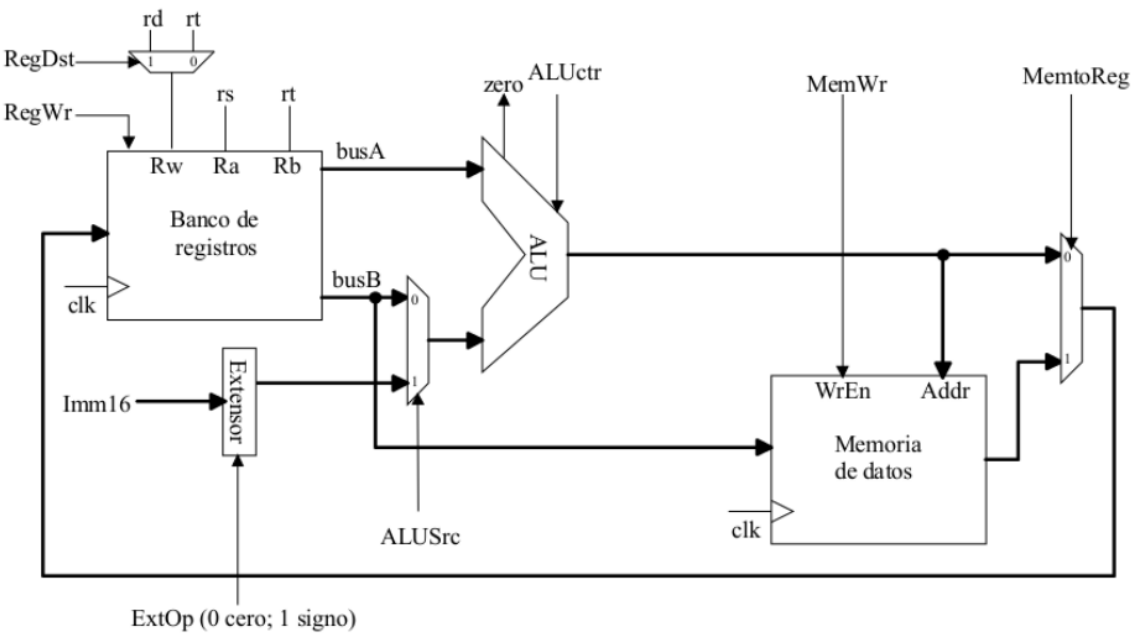 rd rt
RegDst
1 0
RegWr
rs rt
Rw Ra Rb
busA
Banco de
registros
clk
busB
zero
ALUctr
ALU
0
1
Imm16
Extensor
ALUSrc
ExtOp (0 cero; 1 signo)
MemWr
MemtoReg
0
1
WrEn Addr
Memoria
de datos
clk